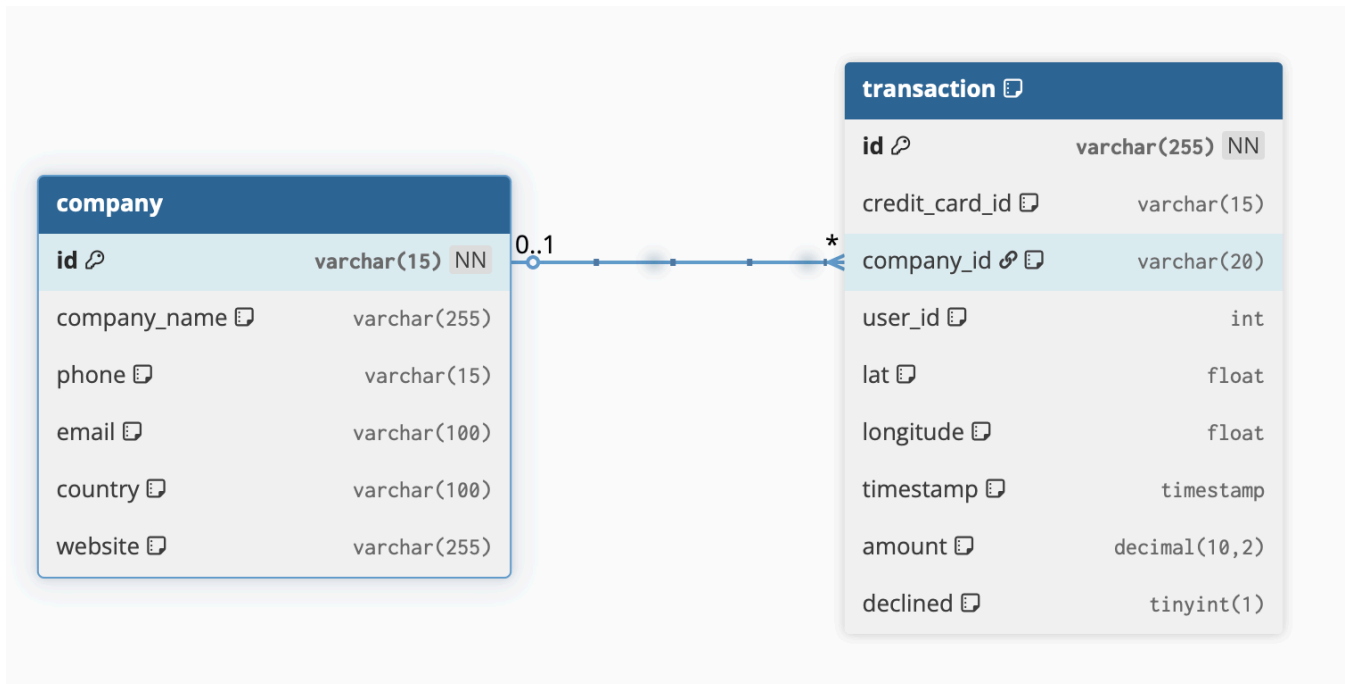 company
id varchar(15) NN
company_name varchar(255)
phone varchar(15)
email varchar(100)
country varchar(100)
website varchar(255)
0..1
*
transaction
id varchar(255) NN
credit_card_id varchar(15)
company_id varchar(20)
user_id int
lat float
longitude float
timestamp timestamp
amount decimal(10,2)
declined tinyint(1)